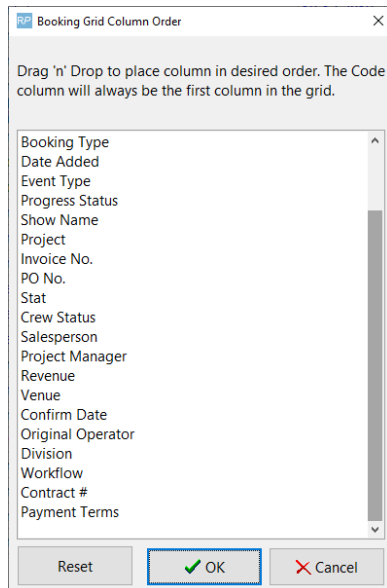 RP Booking Grid Column Order
Drag 'n' Drop to place column in desired order. The Code
column will always be the first column in the grid.
Booking Type
Date Added
Event Type
Progress Status
Show Name
Project
Invoice No.
PO No.
Stat
Crew Status
Salesperson
Project Manager
Revenue
Venue
Confirm Date
Original Operator
Division
Workflow
Contract #
Payment Terms
Reset
OK
Cancel